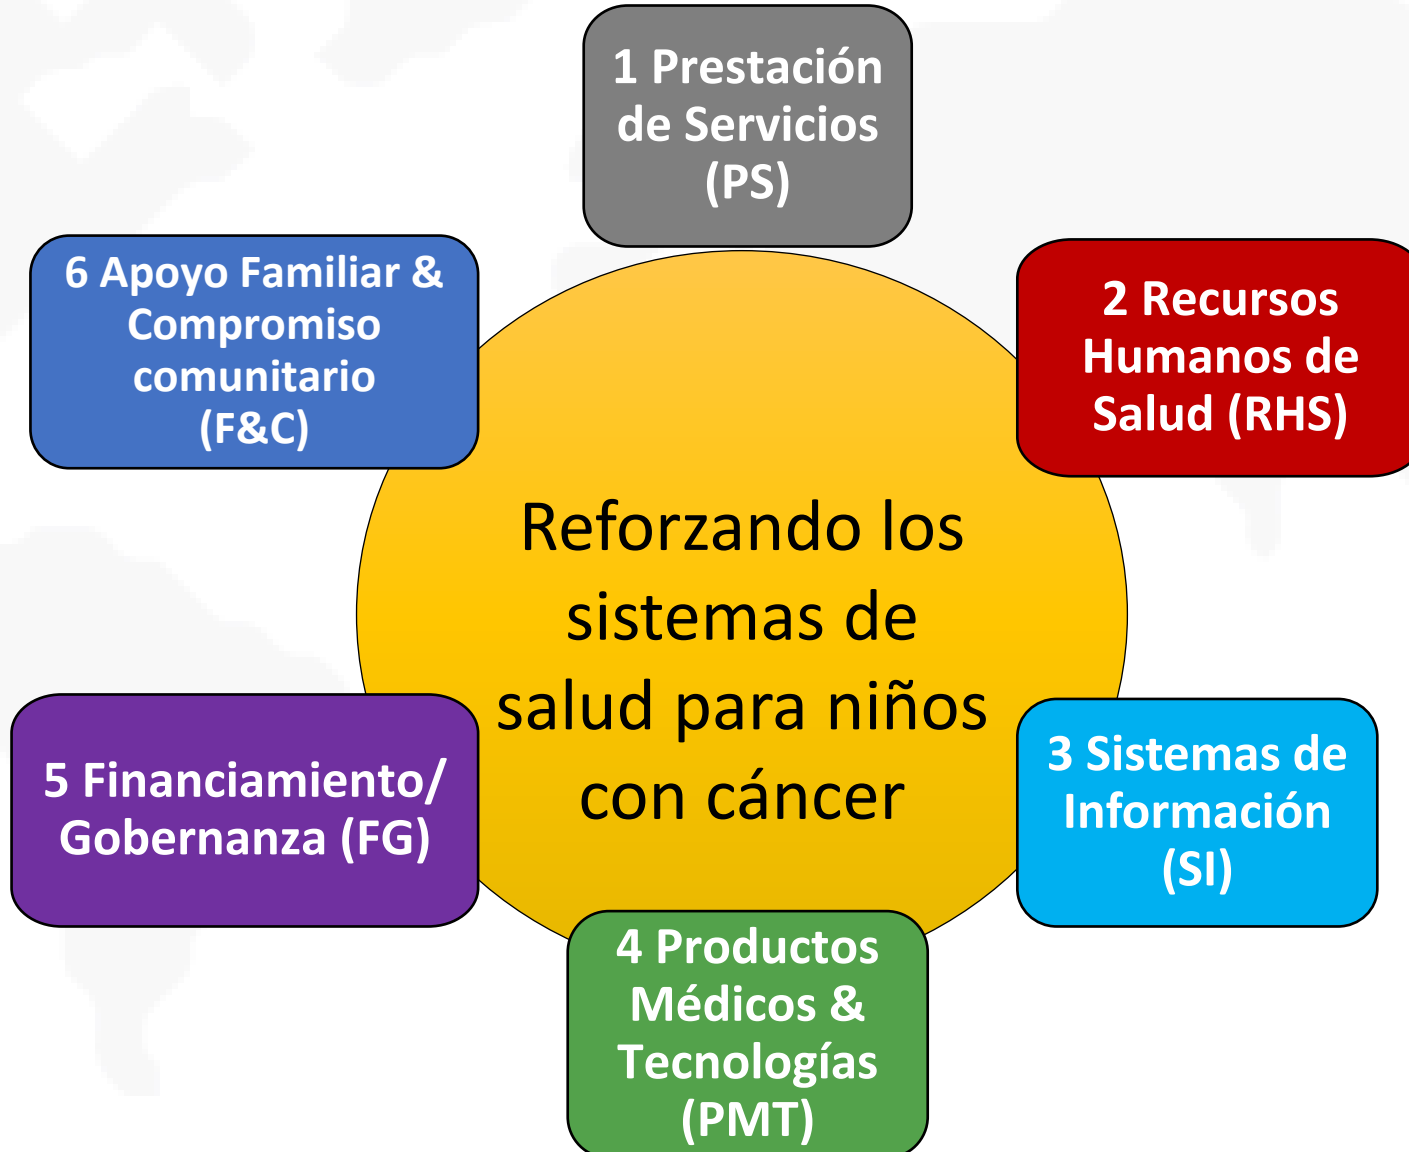 1 Prestación
de Servicios
(PS)
2 Recursos
Humanos de
Salud (RHS)
3 Sistemas de
Información
(SI)
4 Productos
Médicos &
Tecnologías
(PMT)
5 Financiamiento/
Gobernanza (FG)
6 Apoyo Familiar &
Compromiso
comunitario
(F&C)
Reforzando los
sistemas de
salud para niños
con cáncer